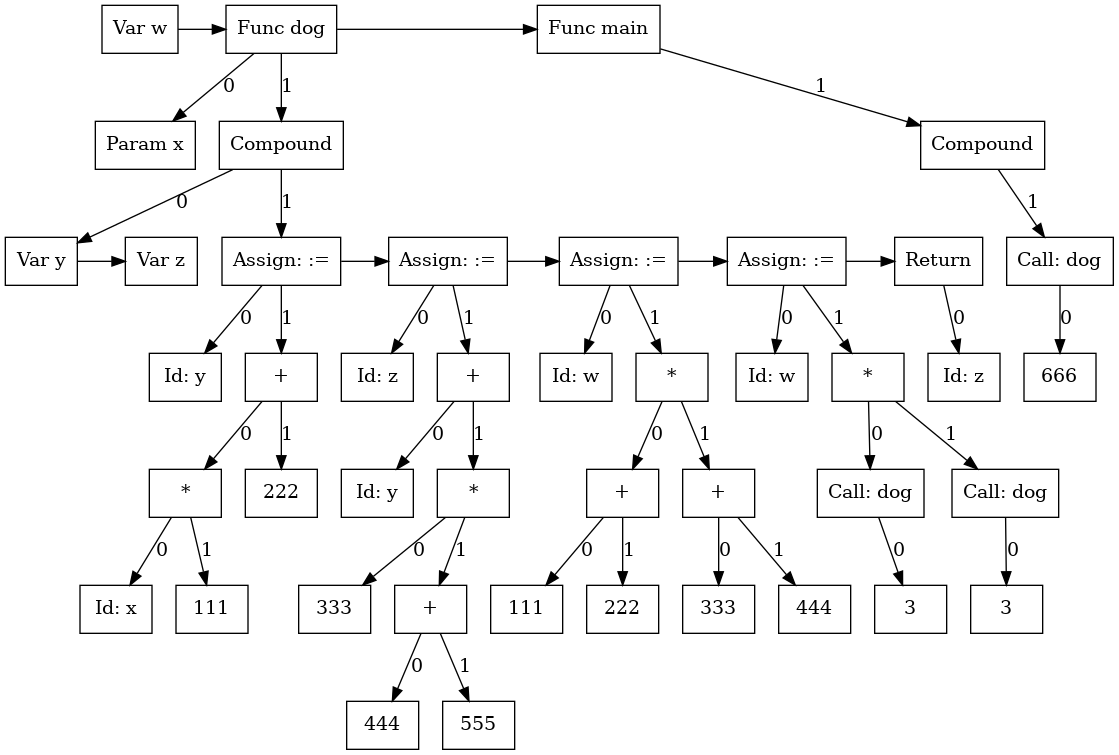 Var w Func dog Func main
0 1 1
Param x Compound Compound
0 1 1
Var y Var z Assign: := Assign: := Assign: := Assign: := Return Call: dog
0 1 0 1 0 1 0 1 0 0
Id: y + Id: z + Id: w * Id: w * Id: z 666
0 1 0 1 0 1 0 1
* 222 Id: y * + + Call: dog Call: dog
0 1 0 1 0 1 0 1 0 0
Id: x 111 333 + 111 222 333 444 3 3
0 1
444 555